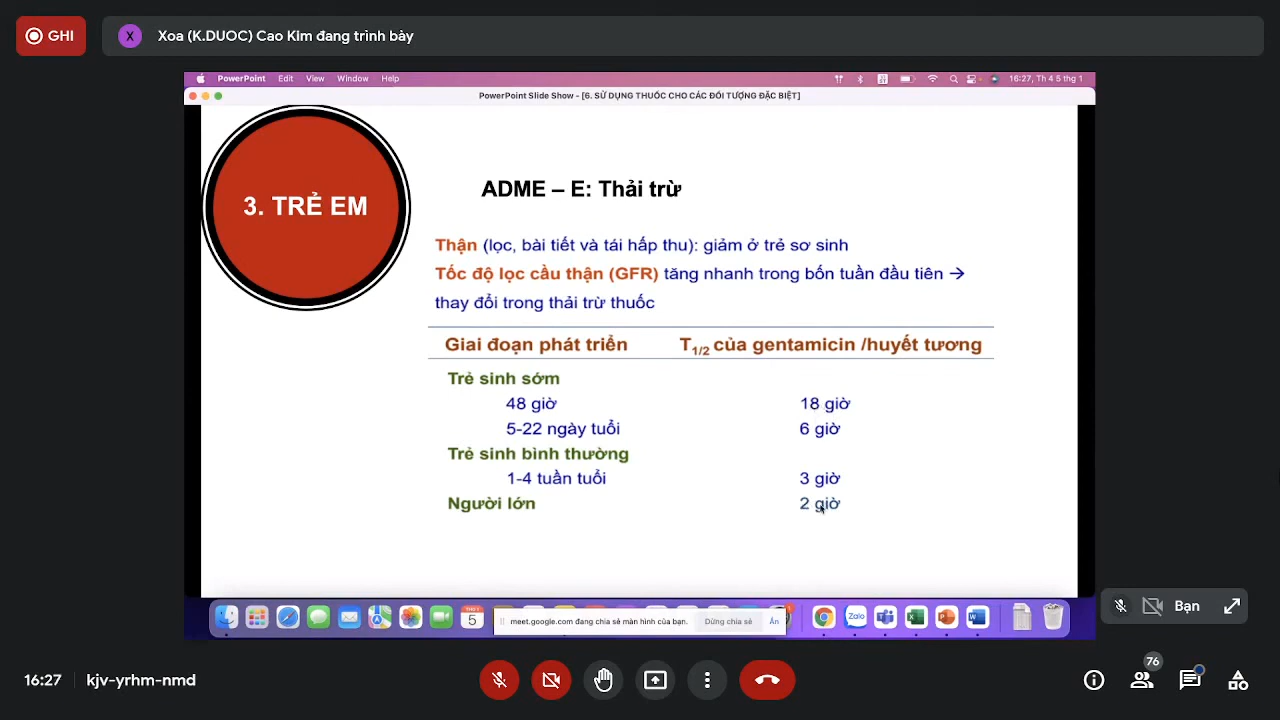 GHI
X
Xoa (K.DUOC) Cao Kim đang trình bày
PowerPoint Edit View Window Help
16:27, Th 4 5 thg 1
PowerPoint Slide Show - [6. SỬ DỤNG THUỐC CHO CÁC ĐỐI TƯỢNG ĐẶC BIỆT]
3. TRẺ EM
ADME – E: Thải trừ
Thận (lọc, bài tiết và tái hấp thu): giảm ở trẻ sơ sinh
Tốc độ lọc cầu thận (GFR) tăng nhanh trong bốn tuần đầu tiên →
thay đổi trong thải trừ thuốc
Giai đoạn phát triển T1/2 của gentamicin /huyết tương
Trẻ sinh sớm
48 giờ 18 giờ
5-22 ngày tuổi 6 giờ
Trẻ sinh bình thường
1-4 tuần tuổi 3 giờ
Người lớn 2 giờ
5
meet.google.com đang chia sẻ màn hình của bạn. Dừng chia sẻ Ẩn
Zalo
Bạn
16:27 kjv-yrhm-nmd
76